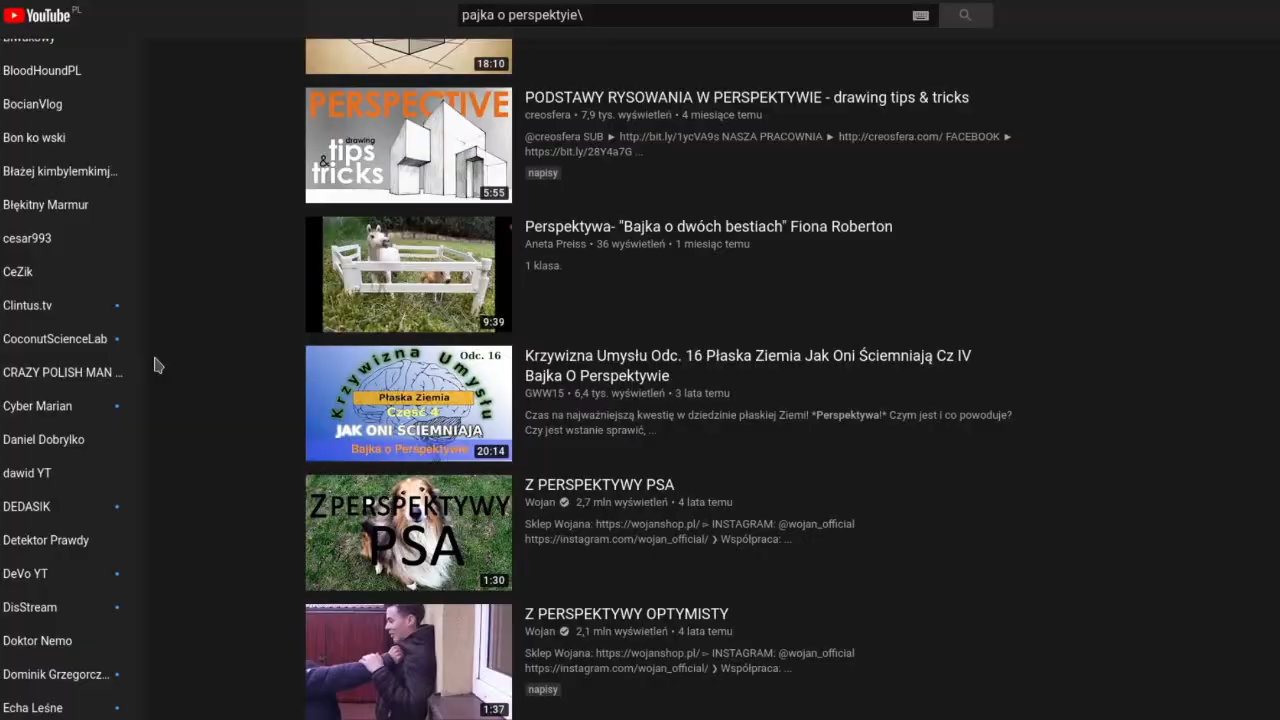 YouTube PL
pajka o perspektyie\
BloodHoundPL
BocianVlog
Bon ko wski
Błażej kimbylemkimj...
Błękitny Marmur
cesar993
CeZik
Clintus.tv
CoconutScienceLab
CRAZY POLISH MAN ...
Cyber Marian
Daniel Dobrylko
dawid YT
DEDASIK
Detektor Prawdy
DeVo YT
DisStream
Doktor Nemo
Dominik Grzegorcz...
Echa Leśne
18:10
PERSPECTIVE
drawing
tips
& tricks
5:55
PODSTAWY RYSOWANIA W PERSPEKTYWIE - drawing tips & tricks
creosfera • 7,9 tys. wyświetleń • 4 miesiące temu
@creosfera SUB ► http://bit.ly/1ycVA9s NASZA PRACOWNIA ► http://creosfera.com/ FACEBOOK ►
https://bit.ly/28Y4a7G ...
napisy
9:39
Perspektywa- "Bajka o dwóch bestiach" Fiona Roberton
Aneta Preiss • 36 wyświetleń • 1 miesiąc temu
1 klasa.
Krzywizna Umysłu
Odc. 16
Płaska Ziemia
Część 4
JAK ONI ŚCIEMNIAJĄ
Bajka o Perspektywie
20:14
Krzywizna Umysłu Odc. 16 Płaska Ziemia Jak Oni Ściemniają Cz IV
Bajka O Perspektywie
GWW15 • 6,4 tys. wyświetleń • 3 lata temu
Czas na najważniejszą kwestię w dziedzinie płaskiej Ziemi! *Perspektywa!* Czym jest i co powoduje?
Czy jest wstanie sprawić, ...
Z PERSPEKTYWY
PSA
1:30
Z PERSPEKTYWY PSA
Wojan • 2,7 mln wyświetleń • 4 lata temu
Sklep Wojana: https://wojanshop.pl/ ▻ INSTAGRAM: @wojan_official
https://instagram.com/wojan_official/ ❯ Współpraca: ...
1:37
Z PERSPEKTYWY OPTYMISTY
Wojan • 2,1 mln wyświetleń • 4 lata temu
Sklep Wojana: https://wojanshop.pl/ ▻ INSTAGRAM: @wojan_official
https://instagram.com/wojan_official/ ❯ Współpraca: ...
napisy